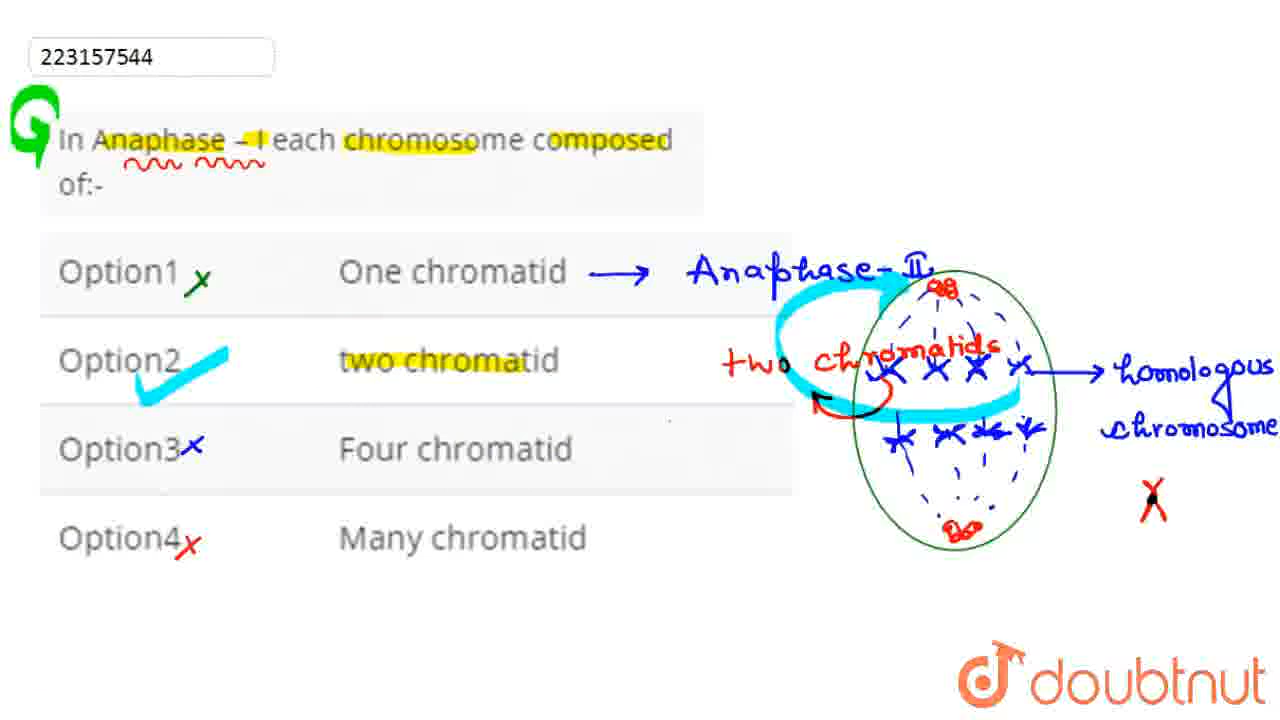 223157544
In Anaphase – I each chromosome composed
of:-
Option1 x One chromatid → Anaphase-II
Option2 two chromatid
two chromatids
homologous
chromosome
Option3 x Four chromatid
Option4 x Many chromatid
doubtnut